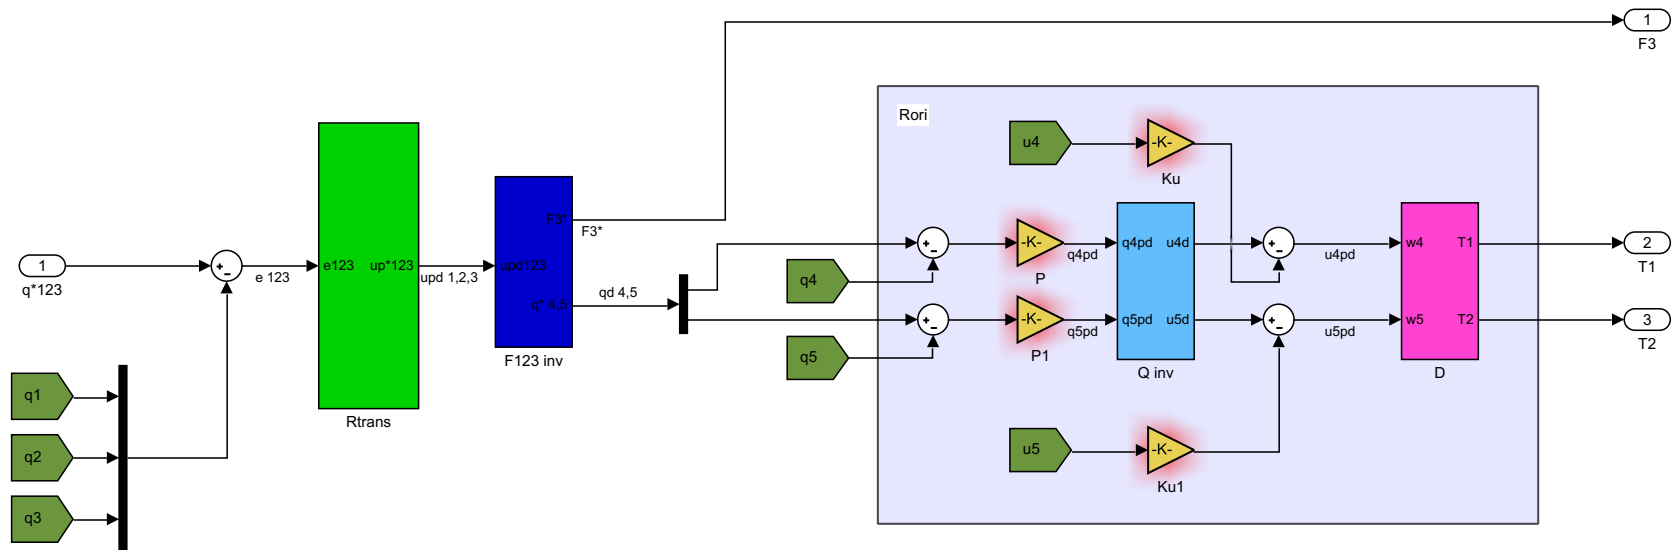 1
F3
Rori
u4
-K-
Ku
F3*
F3*
1
q*123
+
-
e 123
e123
up*123
upd 1,2,3
upd123
q* 4,5
qd 4,5
F123 inv
Rtrans
q4
+
-
-K-
P
q4pd
q4pd
u4d
+
-
u4pd
w4
T1
2
T1
q5
+
-
-K-
P1
q5pd
q5pd
u5d
Q inv
+
-
u5pd
w5
T2
D
3
T2
q1
q2
q3
u5
-K-
Ku1